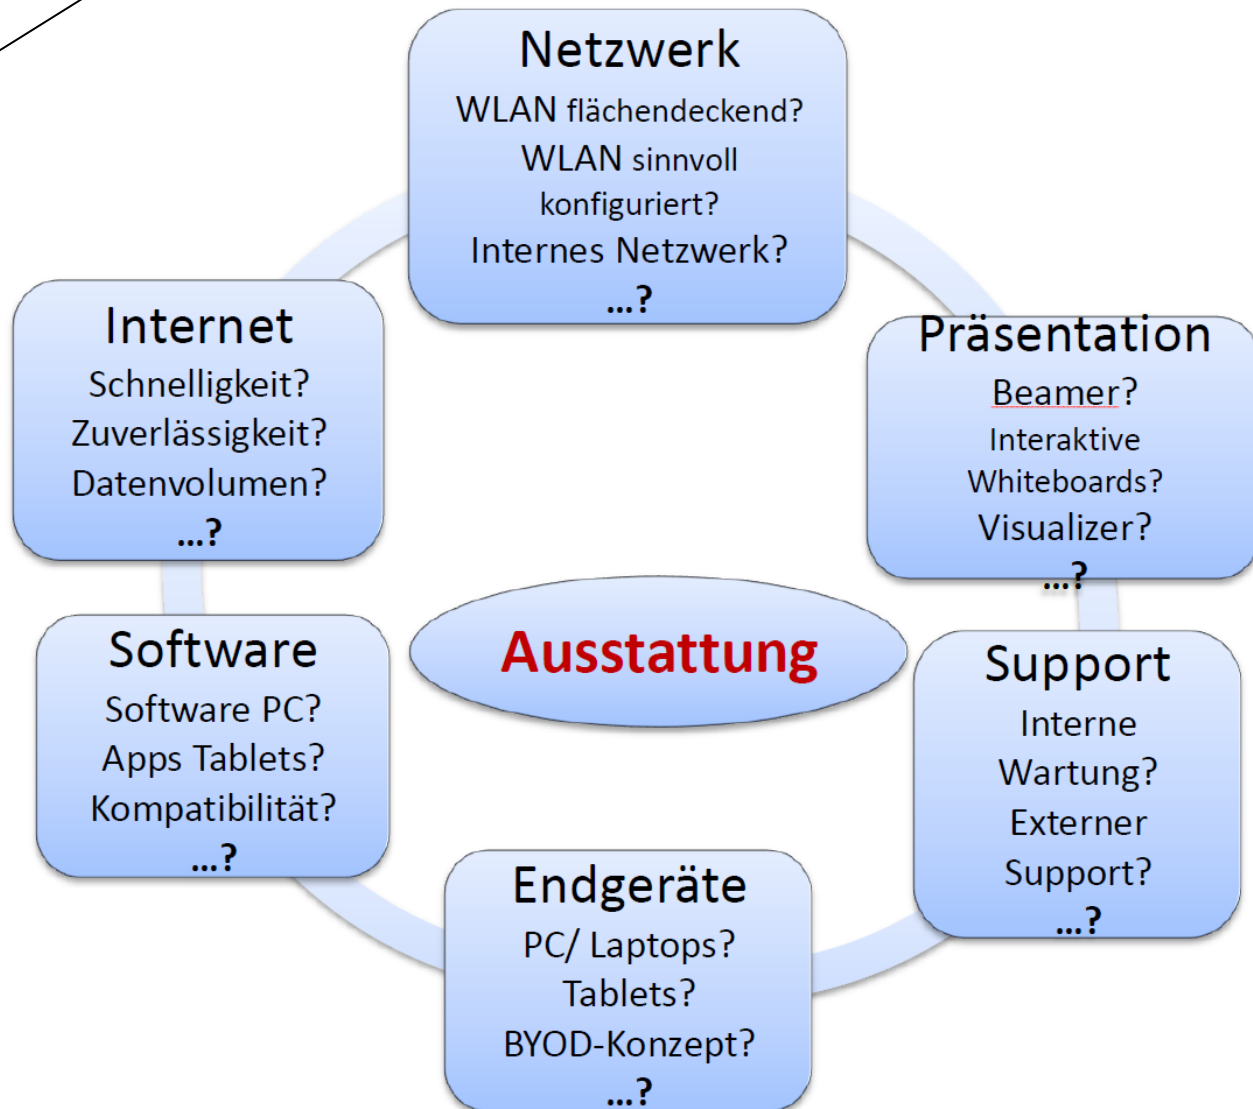 Netzwerk
WLAN flächendeckend?
WLAN sinnvoll
konfiguriert?
Internes Netzwerk?
...?
Präsentation
Beamer?
Interaktive
Whiteboards?
Visualizer?
...?
Support
Interne
Wartung?
Externer
Support?
...?
Endgeräte
PC/ Laptops?
Tablets?
BYOD-Konzept?
...?
Software
Software PC?
Apps Tablets?
Kompatibilität?
...?
Internet
Schnelligkeit?
Zuverlässigkeit?
Datenvolumen?
...?
Ausstattung